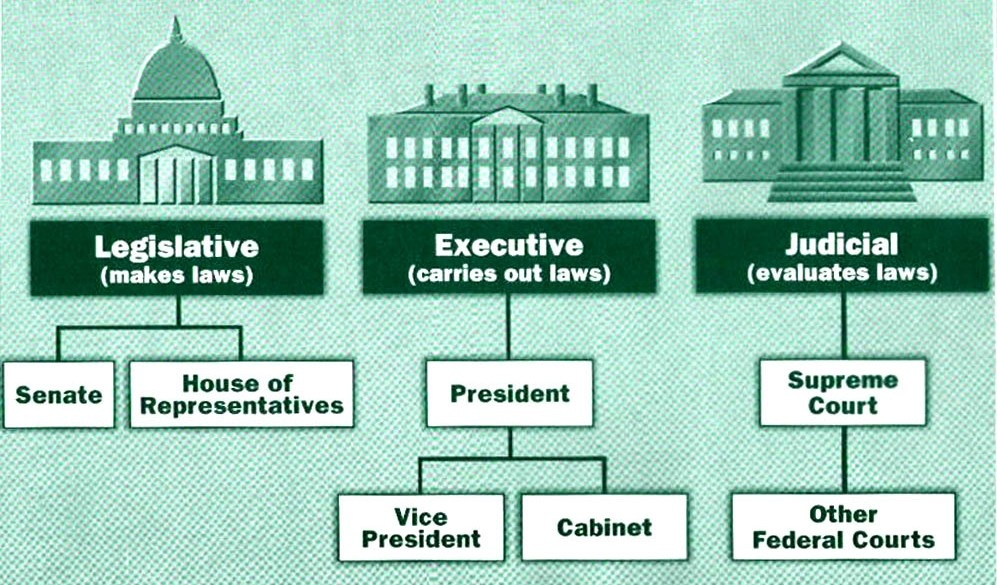 Legislative
(makes laws)
Executive
(carries out laws)
Judicial
(evaluates laws)
Senate
House of
Representatives
President
Supreme
Court
Vice
President
Cabinet
Other
Federal Courts